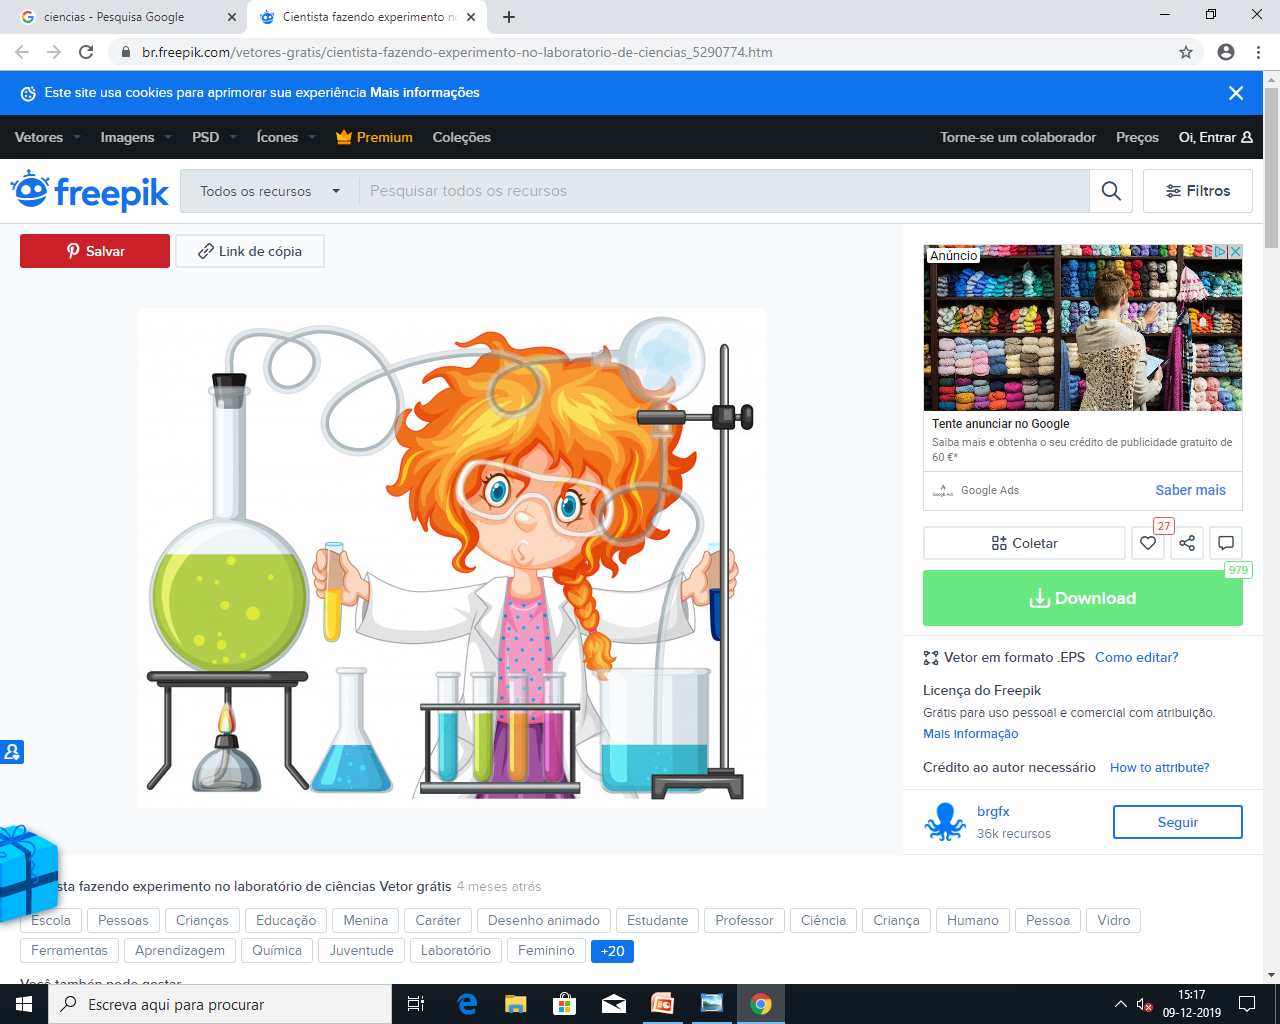 ciencias - Pesquisa Google
Cientista fazendo experimento no
br.freepik.com/vetores-gratis/cientista-fazendo-experimento-no-laboratorio-de-ciencias_5290774.htm
Este site usa cookies para aprimorar sua experiência Mais informações
Vetores Imagens PSD Ícones Premium Coleções Torne-se um colaborador Preços Oi, Entrar
freepik Todos os recursos Pesquisar todos os recursos Filtros
Salvar Link de cópia
Anúncio
Tente anunciar no Google
Saiba mais e obtenha o seu crédito de publicidade gratuito de
60 €*
Google Ads Google Ads Saber mais
27
Coletar
979
Download
Vetor em formato .EPS Como editar?
Licença do Freepik
Grátis para uso pessoal e comercial com atribuição.
Mais informação
Crédito ao autor necessário How to attribute?
brgfx
36k recursos
Seguir
sta fazendo experimento no laboratório de ciências Vetor grátis 4 meses atrás
Escola Pessoas Crianças Educação Menina Caráter Desenho animado Estudante Professor Ciência Criança Humano Pessoa Vidro
Ferramentas Aprendizagem Química Juventude Laboratório Feminino +20
Você também pode gostar
Escreva aqui para procurar
15:17
09-12-2019